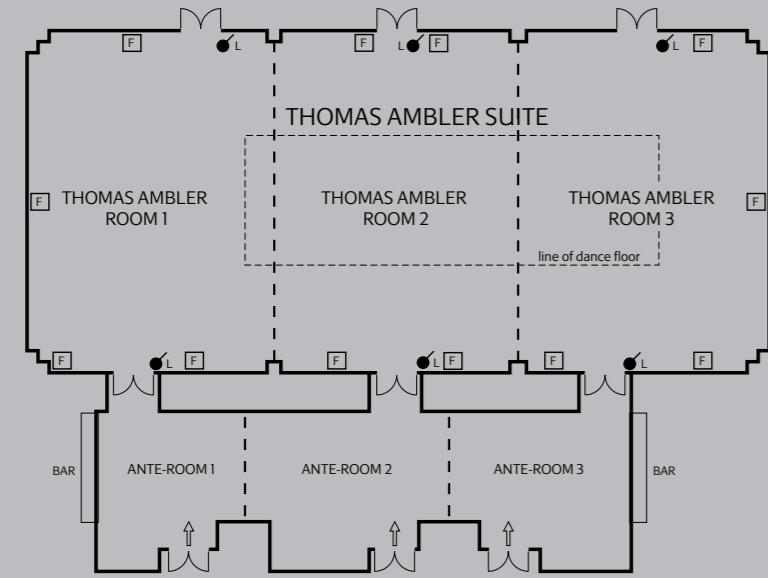 F
L
F
L
F
L
F
THOMAS AMBLER SUITE
F
THOMAS AMBLER
ROOM 1
THOMAS AMBLER
ROOM 2
THOMAS AMBLER
ROOM 3
F
line of dance floor
F
L
F
F
L
F
F
L
F
BAR
ANTE-ROOM 1
ANTE-ROOM 2
ANTE-ROOM 3
BAR